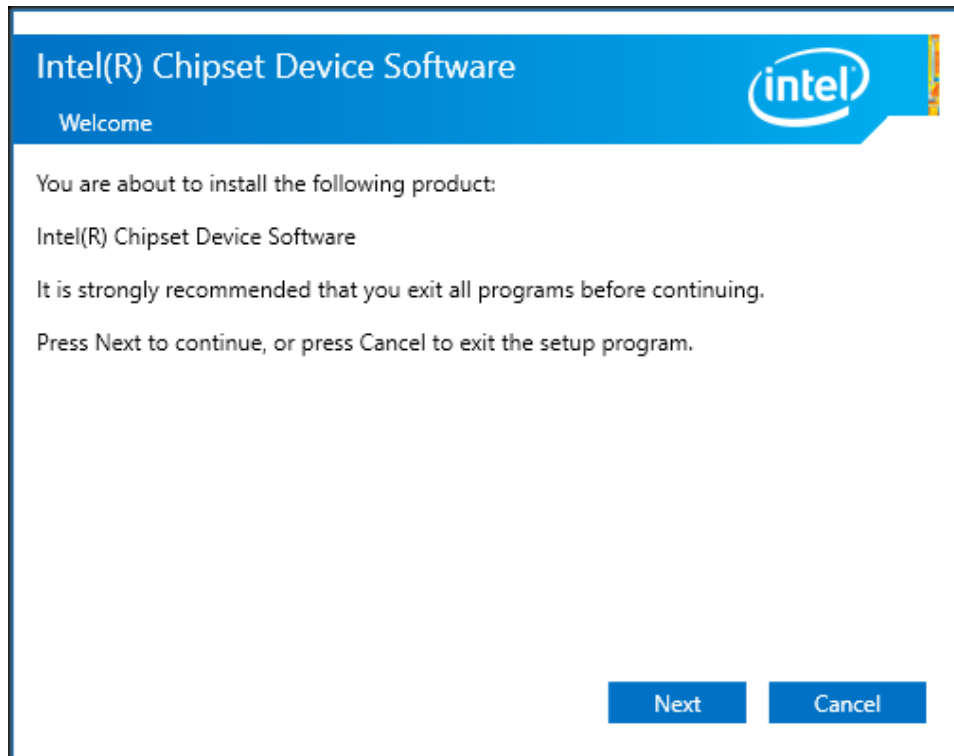 Intel(R) Chipset Device Software
intel
Welcome
You are about to install the following product:
Intel(R) Chipset Device Software
It is strongly recommended that you exit all programs before continuing.
Press Next to continue, or press Cancel to exit the setup program.
Next
Cancel